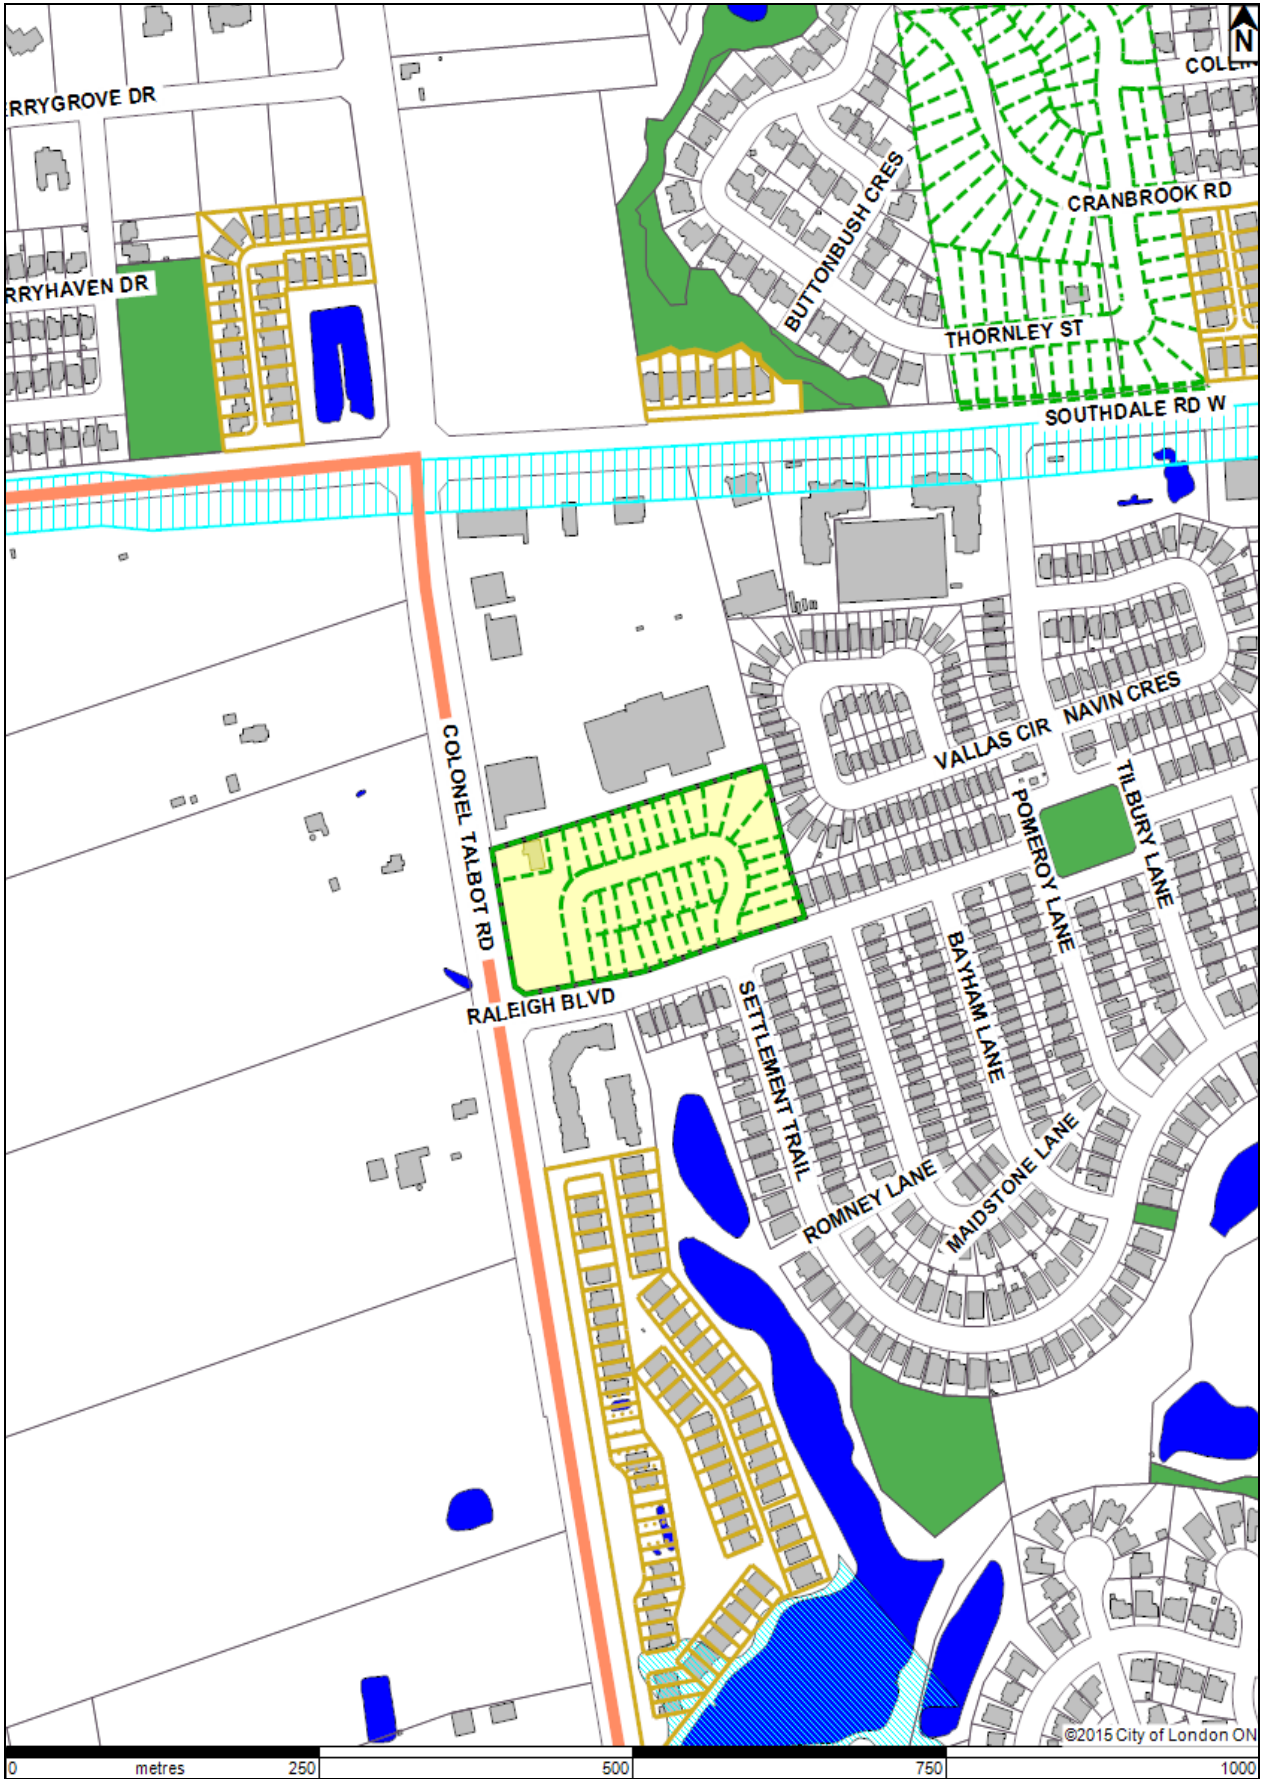 N
COLLIN
ERRYGROVE DR
BUTTONBUSH CRES
CRANBROOK RD
RRYHAVEN DR
THORNLEY ST
SOUTHDALE RD W
NAVIN CRES
VALLAS CIR
COLONEL TALBOT RD
TILBURY LANE
POMEROY LANE
BAYHAM LANE
RALEIGH BLVD
SETTLEMENT TRAIL
ROMNEY LANE
MAIDSTONE LANE
©2015 City of London ON
0 metres 250 500 750 1000